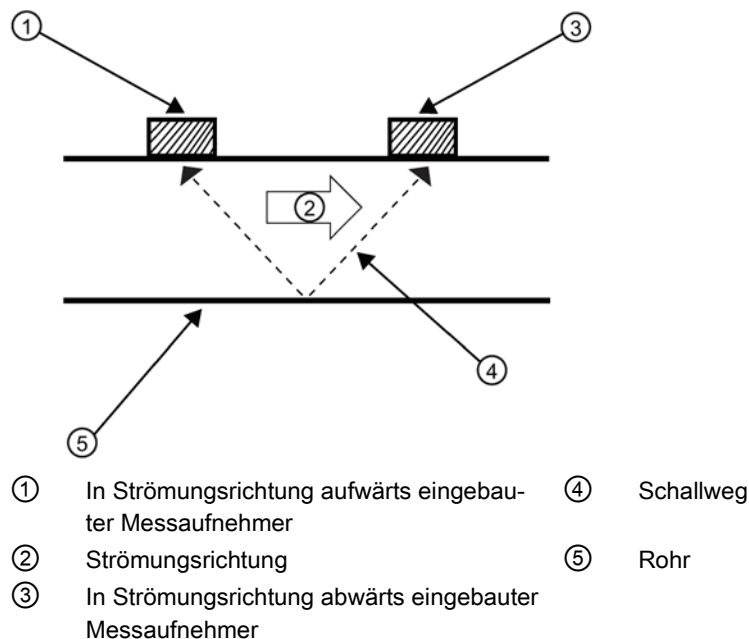 ①
③
②
④
⑤
① In Strömungsrichtung aufwärts eingebau-
ter Messaufnehmer
④ Schallweg
② Strömungsrichtung
⑤ Rohr
③ In Strömungsrichtung abwärts eingebauter
Messaufnehmer